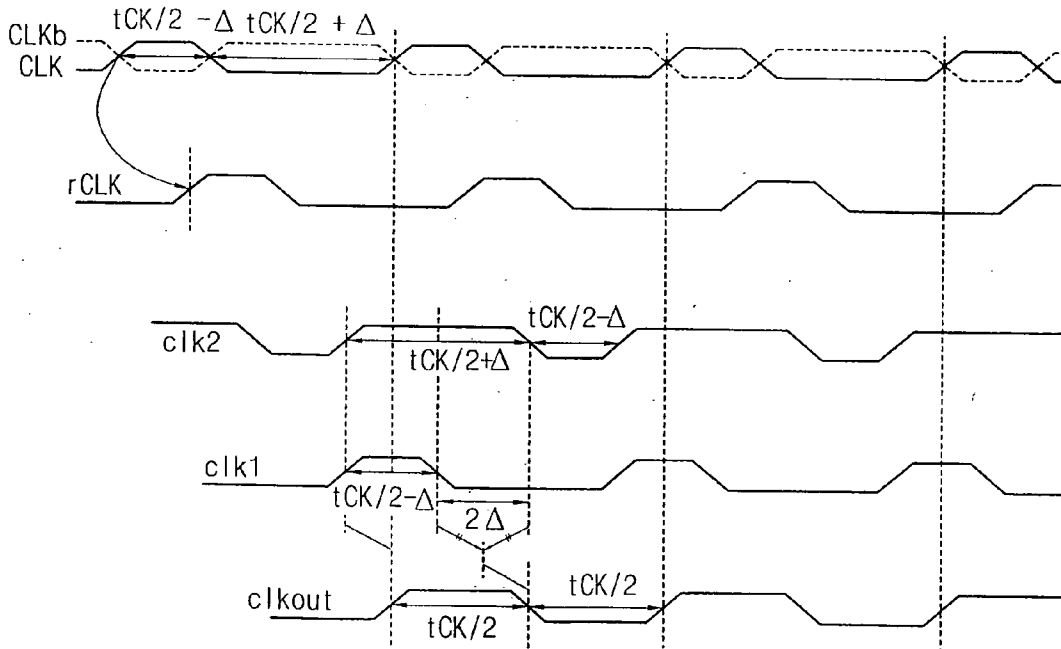 tCK/2 -Δ tCK/2 + Δ
CLKb
CLK
rCLK
clk2
tCK/2-Δ
tCK/2+Δ
clk1
tCK/2-Δ
2Δ
clkout
tCK/2
tCK/2